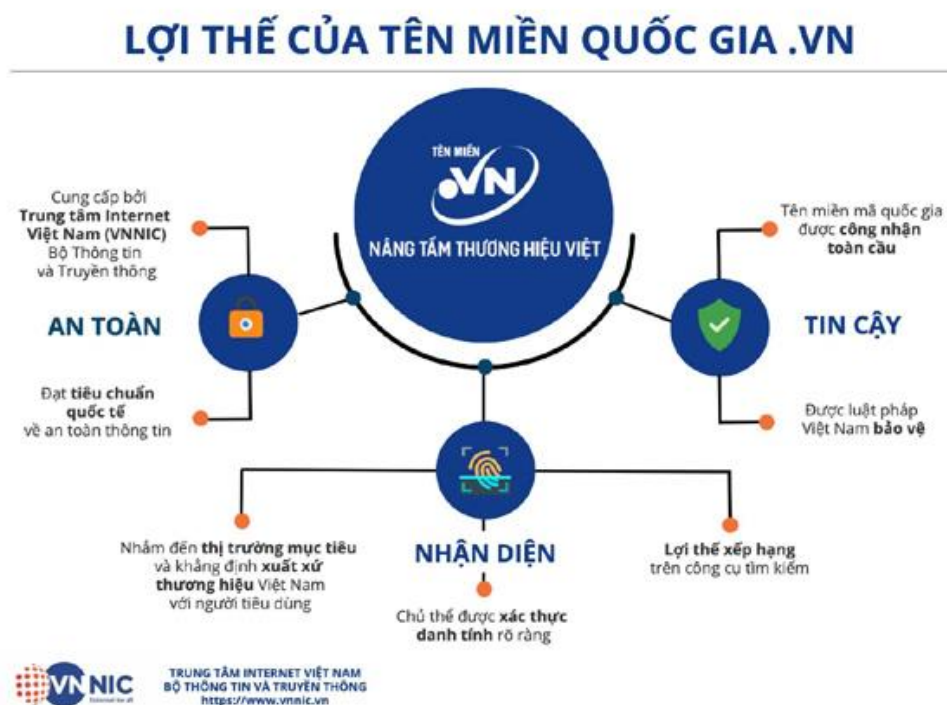 LỢI THẾ CỦA TÊN MIỀN QUỐC GIA .VN
TÊN MIỀN
.VN
NÂNG TẦM THƯƠNG HIỆU VIỆT
Cung cấp bởi
Trung tâm Internet
Việt Nam (VNNIC)
Bộ Thông tin
và Truyền thông
AN TOÀN
Đạt tiêu chuẩn
quốc tế
về an toàn thông tin
Tên miền mã quốc gia
được công nhận
toàn cầu
TIN CẬY
Được luật pháp
Việt Nam bảo vệ
Nhắm đến thị trường mục tiêu
và khẳng định xuất xứ
thương hiệu Việt Nam
với người tiêu dùng
NHẬN DIỆN
Chủ thể được xác thực
danh tính rõ ràng
Lợi thế xếp hạng
trên công cụ tìm kiếm
VNNIC
Internet for all
TRUNG TÂM INTERNET VIỆT NAM
BỘ THÔNG TIN VÀ TRUYỀN THÔNG
https://www.vnnic.vn